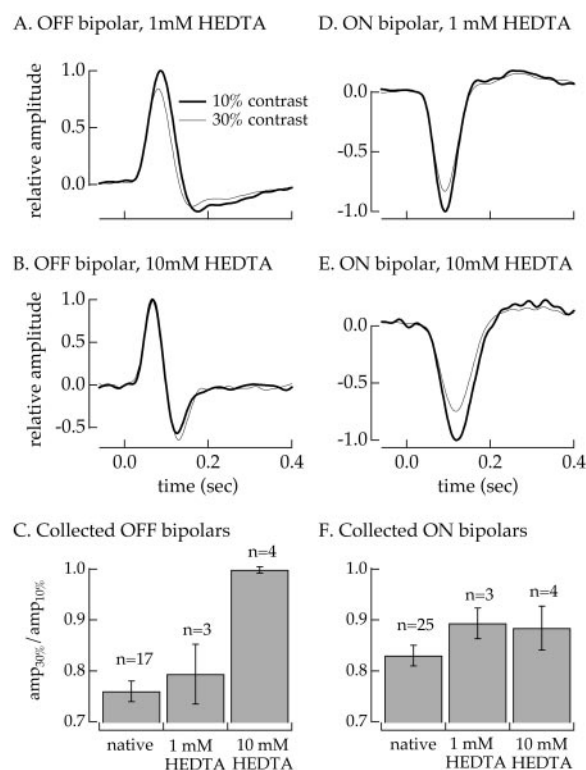 A. OFF bipolar, 1mM HEDTA
relative amplitude
1.0
0.5
0.0
10% contrast
30% contrast
D. ON bipolar, 1 mM HEDTA
0.0
-0.5
-1.0
B. OFF bipolar, 10mM HEDTA
relative amplitude
1.0
0.5
0.0
-0.5
0.0
0.2
0.4
time (sec)
E. ON bipolar, 10mM HEDTA
0.0
-0.5
-1.0
0.0
0.2
0.4
time (sec)
C. Collected OFF bipolars
amp30%/amp10%
1.0
0.9
0.8
0.7
n=17
n=3
n=4
native
1 mM
HEDTA
10 mM
HEDTA
F. Collected ON bipolars
1.0
0.9
0.8
0.7
n=25
n=3
n=4
native
1 mM
HEDTA
10 mM
HEDTA